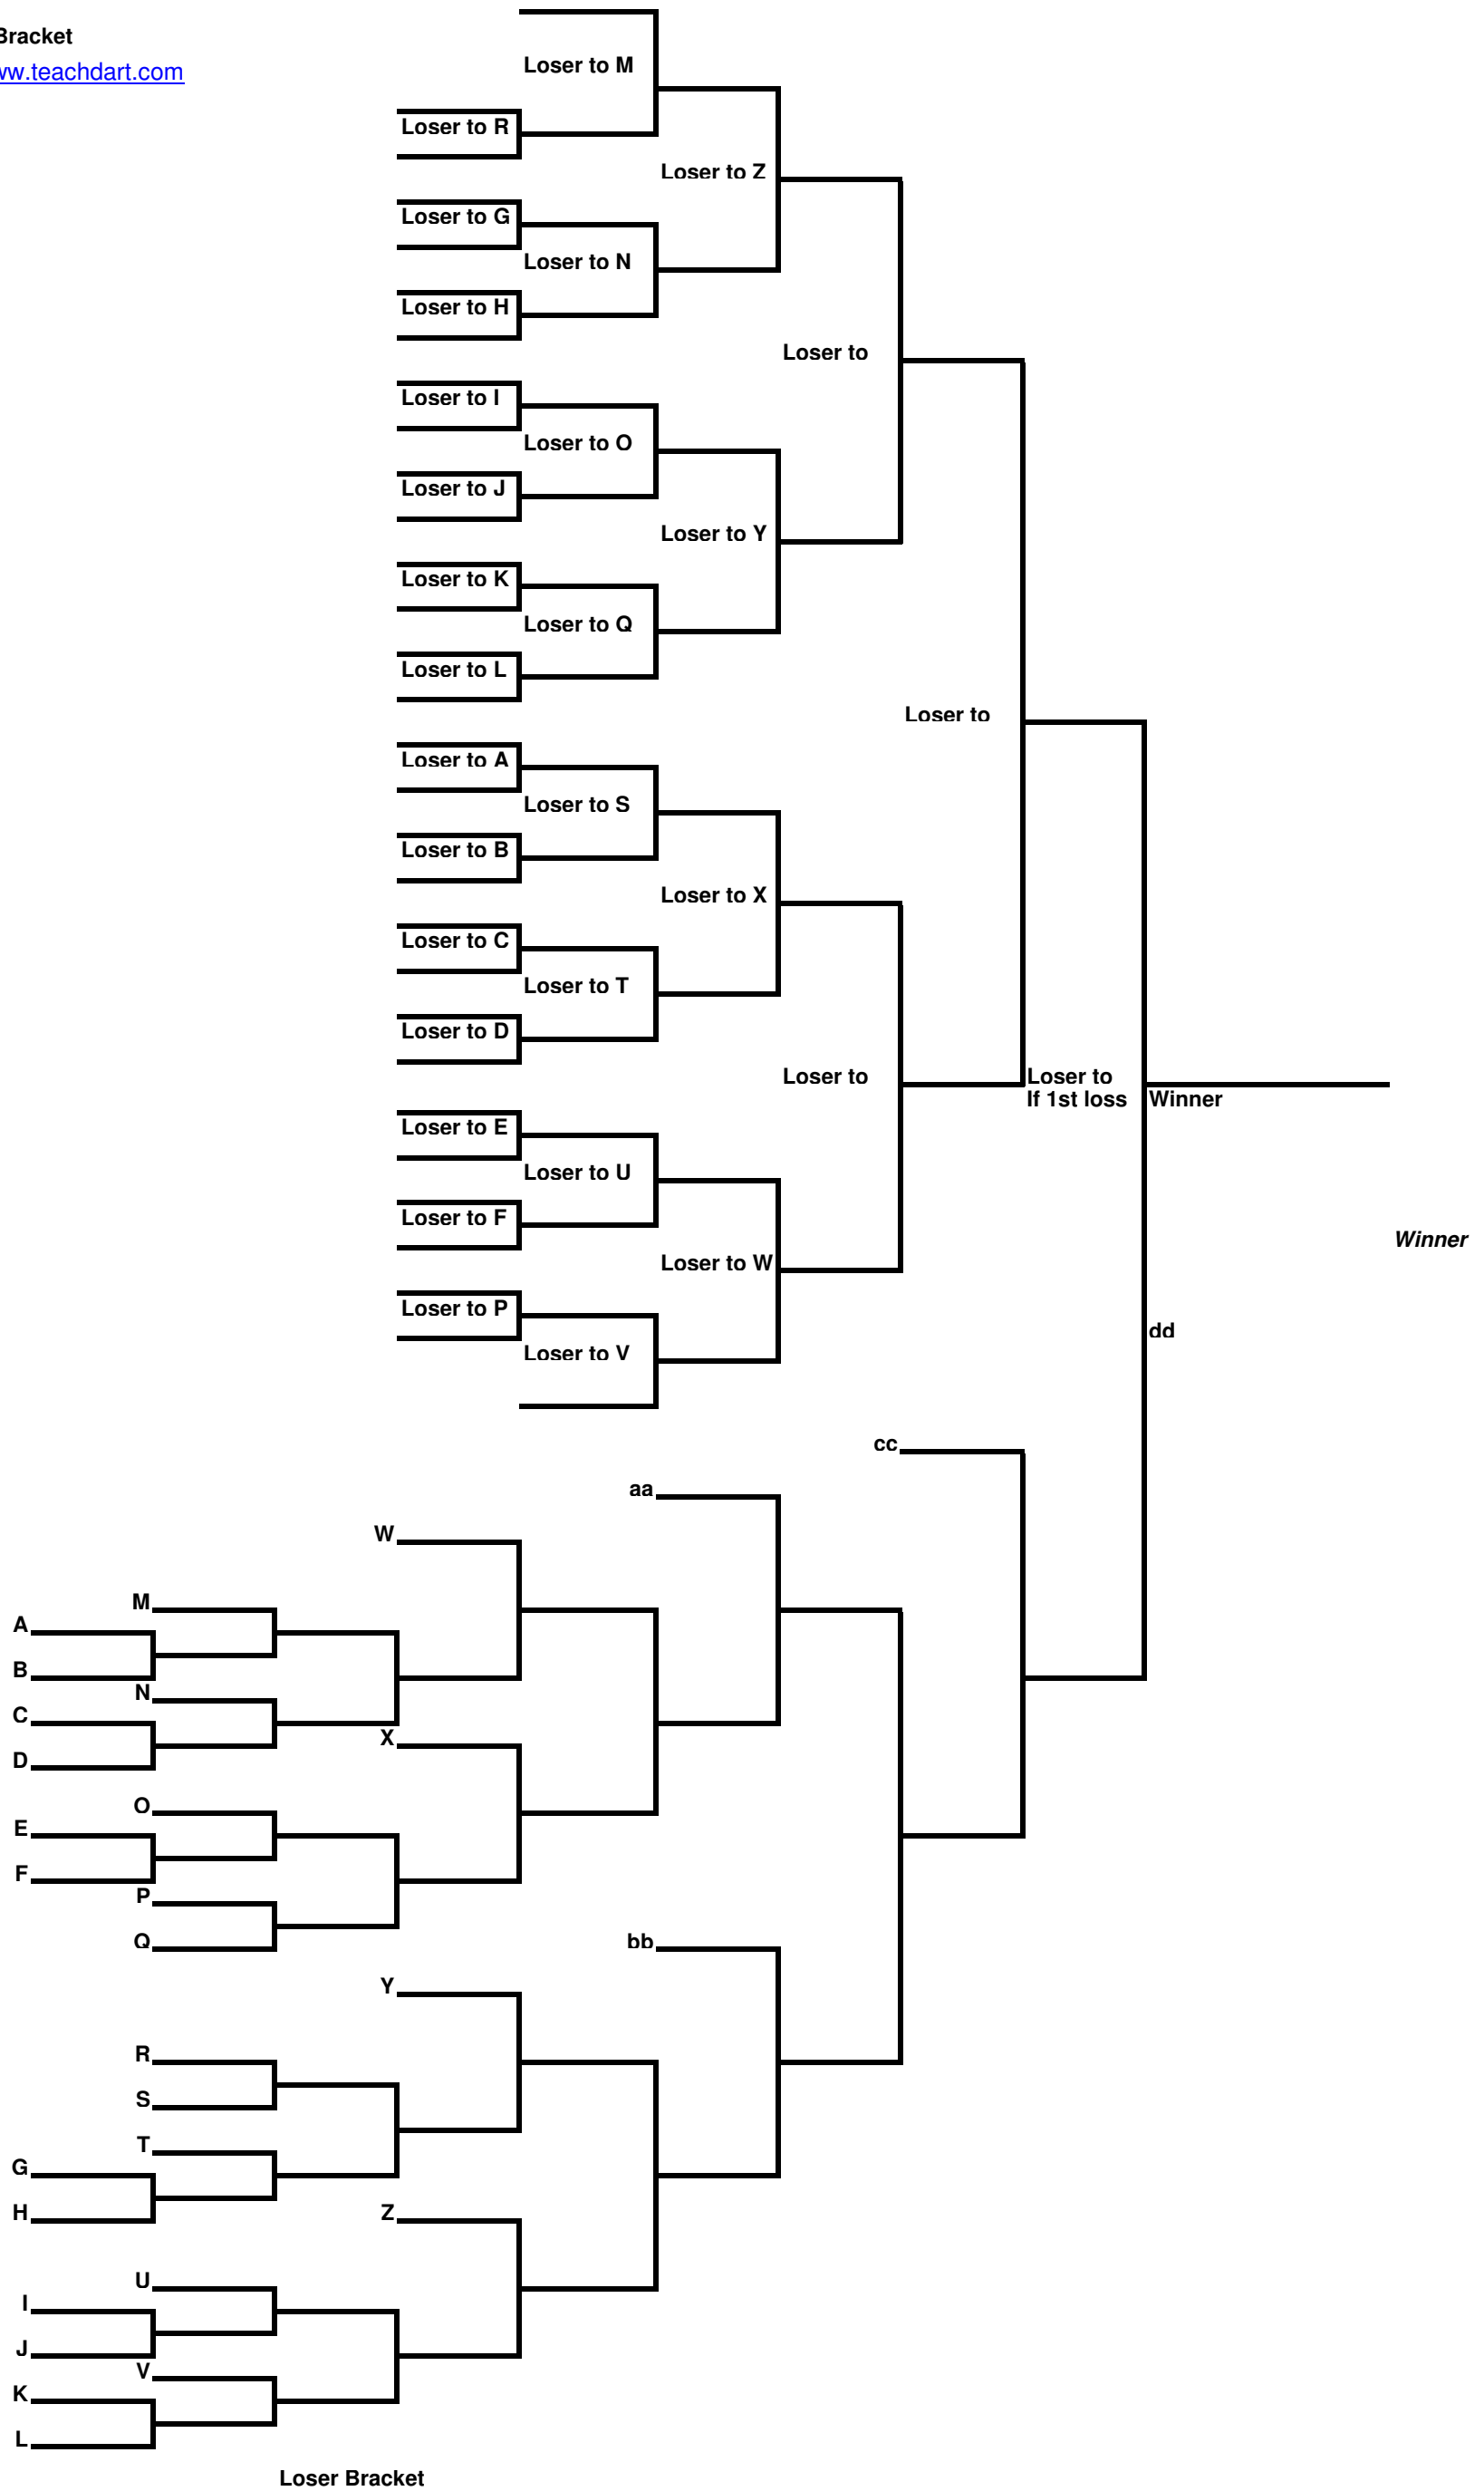 Bracket
ww.teachdart.com
Loser to M
Loser to R
Loser to Z
Loser to G
Loser to N
Loser to H
Loser to
Loser to I
Loser to O
Loser to J
Loser to Y
Loser to K
Loser to Q
Loser to L
Loser to
Loser to A
Loser to S
Loser to B
Loser to X
Loser to C
Loser to T
Loser to D
Loser to
Loser to
If 1st loss
Winner
Loser to E
Loser to U
Loser to F
Winner
Loser to W
Loser to P
dd
Loser to V
cc
aa
W
M
A
B
N
C
X
D
O
E
F
P
Q
bb
Y
R
S
T
G
H
Z
U
I
J
V
K
L
Loser Bracket